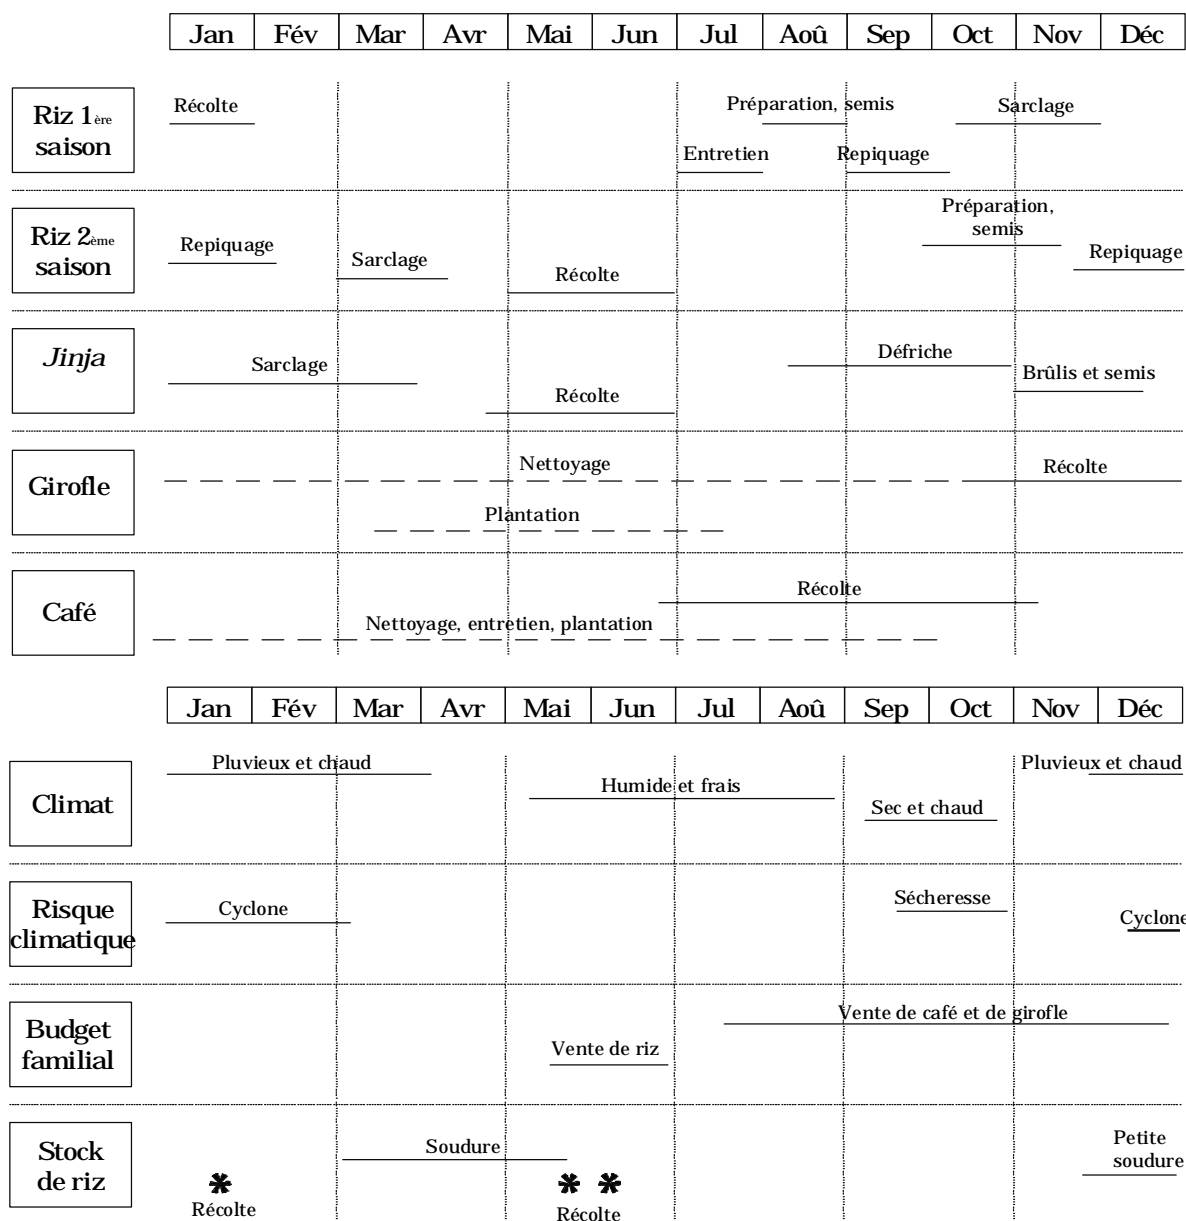 Jan Fév Mar Avr Mai Jun Jul Aoû Sep Oct Nov Déc
Riz 1ère
saison
Récolte
Préparation, semis
Sarclage
Entretien
Repiquage
Riz 2ème
saison
Repiquage
Sarclage
Récolte
Préparation,
semis
Repiquage
Jinja
Sarclage
Récolte
Défriche
Brûlis et semis
Girofle
Nettoyage
Récolte
Plantation
Café
Récolte
Nettoyage, entretien, plantation
Jan Fév Mar Avr Mai Jun Jul Aoû Sep Oct Nov Déc
Climat
Pluvieux et chaud
Humide et frais
Sec et chaud
Pluvieux et chaud
Risque
climatique
Cyclone
Sécheresse
Cyclone
Budget
familial
Vente de café et de girofle
Vente de riz
Stock
de riz
Soudure
Petite
soudure
* * *
Récolte
Récolte